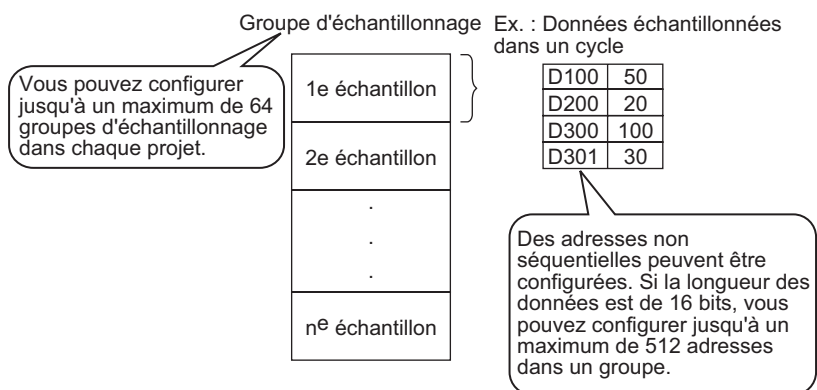 Groupe d'échantillonnage
Ex. : Données échantillonnées
dans un cycle
Vous pouvez configurer
jusqu'à un maximum de 64
groupes d'échantillonnage
dans chaque projet.
1e échantillon
2e échantillon
.
.
.
ne échantillon
D100 50
D200 20
D300 100
D301 30
Des adresses non
séquentielles peuvent être
configurées. Si la longueur des
données est de 16 bits, vous
pouvez configurer jusqu'à un
maximum de 512 adresses
dans un groupe.